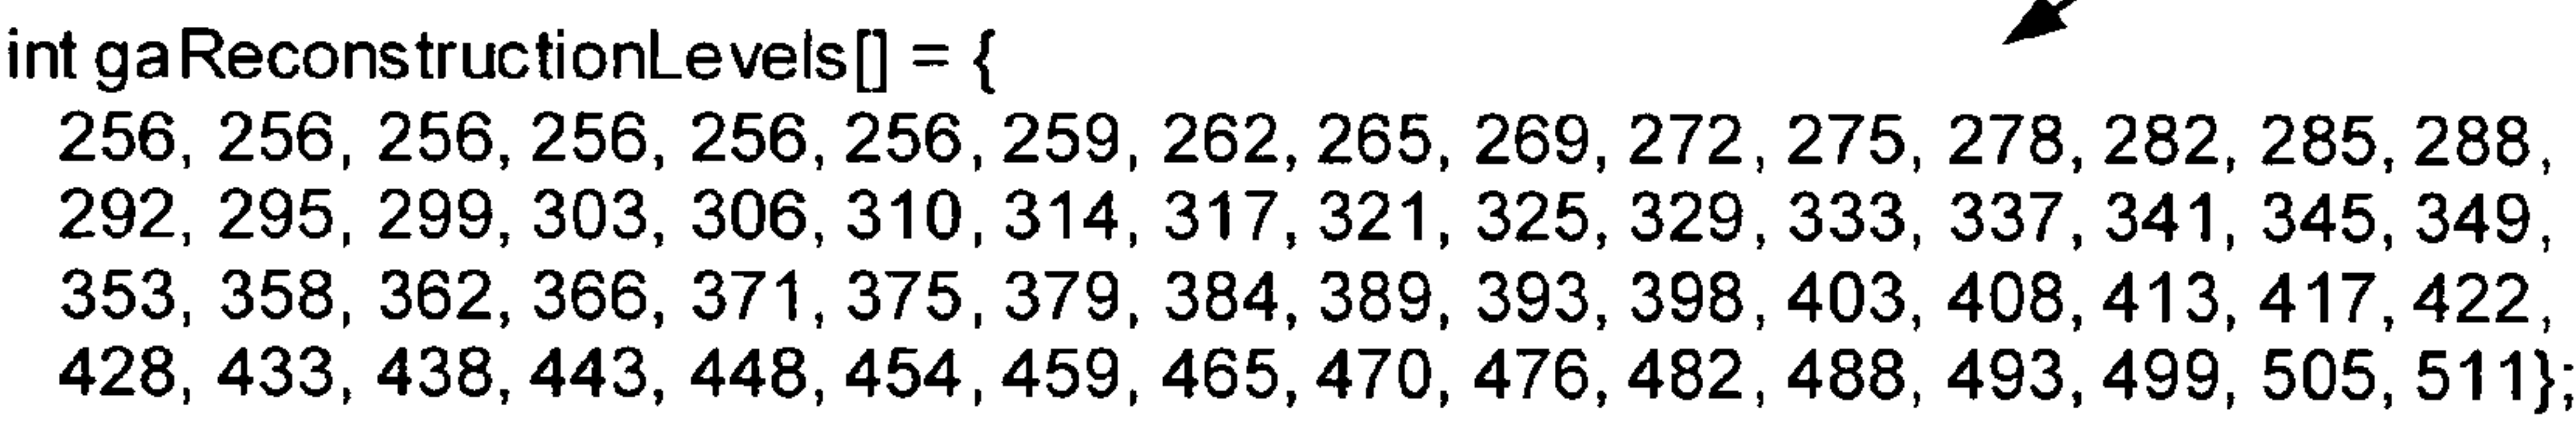 int gaReconstructionLevels[] = {
256, 256, 256, 256, 256, 256, 259, 262, 265, 269, 272, 275, 278, 282, 285, 288,
292, 295, 299, 303, 306, 310, 314, 317, 321, 325, 329, 333, 337, 341, 345, 349,
353, 358, 362, 366, 371, 375, 379, 384, 389, 393, 398, 403, 408, 413, 417, 422,
428, 433, 438, 443, 448, 454, 459, 465, 470, 476, 482, 488, 493, 499, 505, 511};